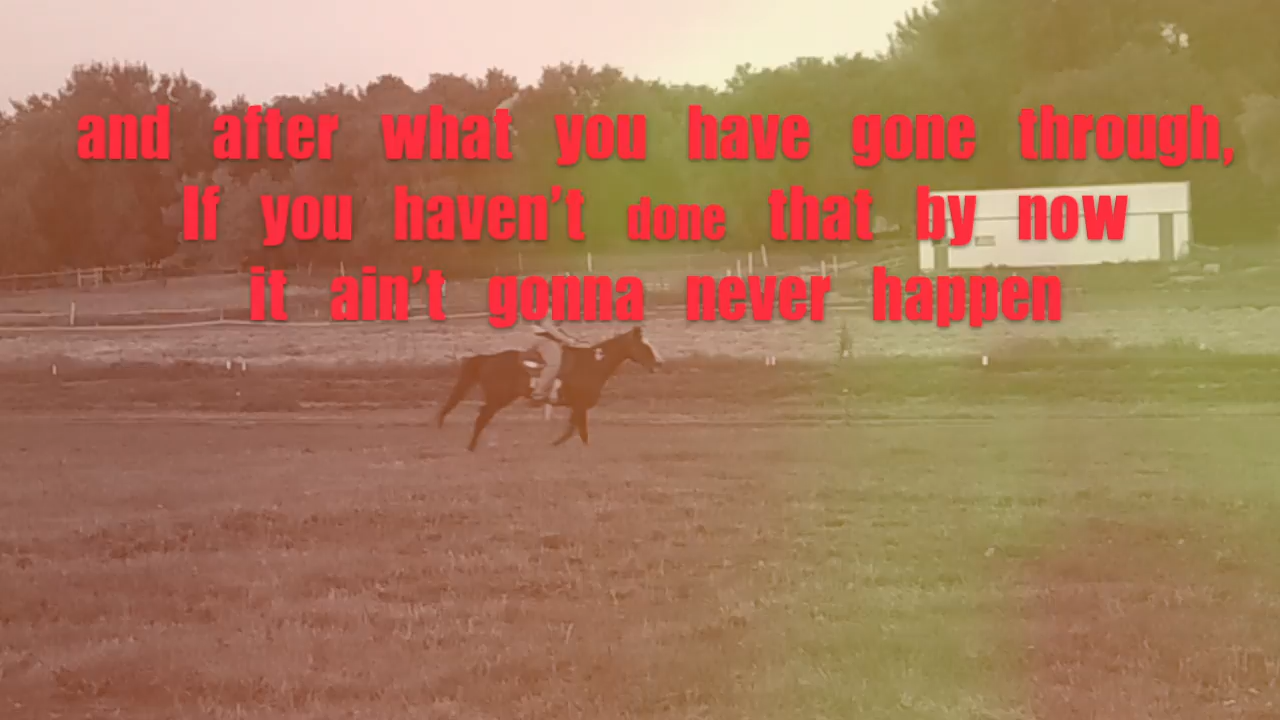 and after what you have gone through,
If you haven’t done that by now
it ain’t gonna never happen